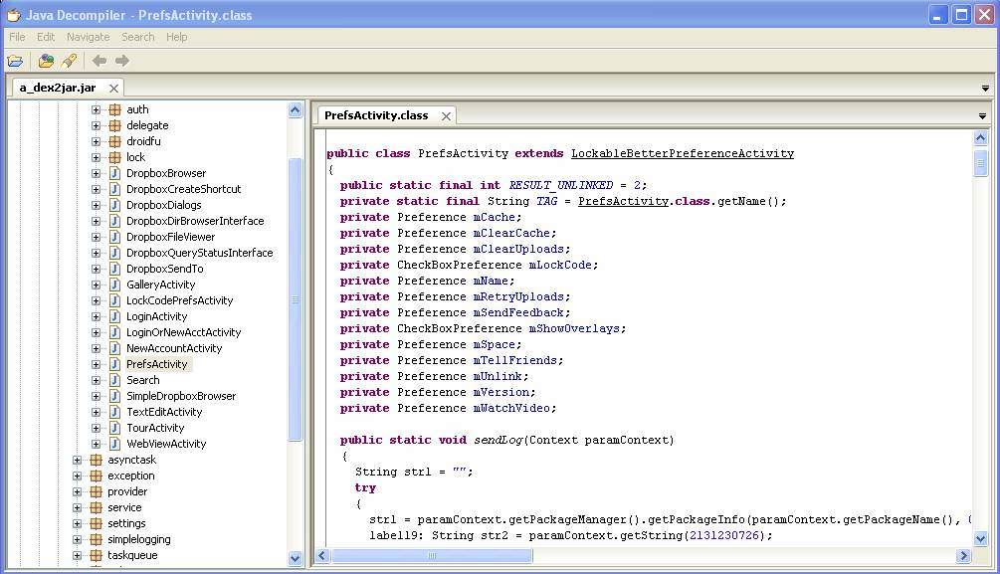 Java Decompiler - PrefsActivity.class
File Edit Navigate Search Help
a_dex2jar.jar
auth
delegate
droidfu
lock
DropboxBrowser
DropboxCreateShortcut
DropboxDialogs
DropboxDirBrowserInterface
DropboxFileViewer
DropboxQueryStatusInterface
DropboxSendTo
GalleryActivity
LockCodePrefsActivity
LoginActivity
LoginOrNewAcctActivity
NewAccountActivity
PrefsActivity
Search
SimpleDropboxBrowser
TextEditActivity
TourActivity
WebViewActivity
asynctask
exception
provider
service
settings
simplelogging
taskqueue
PrefsActivity.class
public class PrefsActivity extends LockableBetterPreferenceActivity
{
public static final int RESULT_UNLINKED = 2;
private static final String TAG = PrefsActivity.class.getName();
private Preference mCache;
private Preference mClearCache;
private Preference mClearUploads;
private CheckBoxPreference mLockCode;
private Preference mName;
private Preference mRetryUploads;
private Preference mSendFeedback;
private CheckBoxPreference mShowOverlays;
private Preference mSpace;
private Preference mTellFriends;
private Preference mUnlink;
private Preference mVersion;
private Preference mWatchVideo;
public static void sendLog(Context paramContext)
{
String str1 = "";
try
{
str1 = paramContext.getPackageManager().getPackageInfo(paramContext.getPackageName(),
label19: String str2 = paramContext.getString(2131230726);